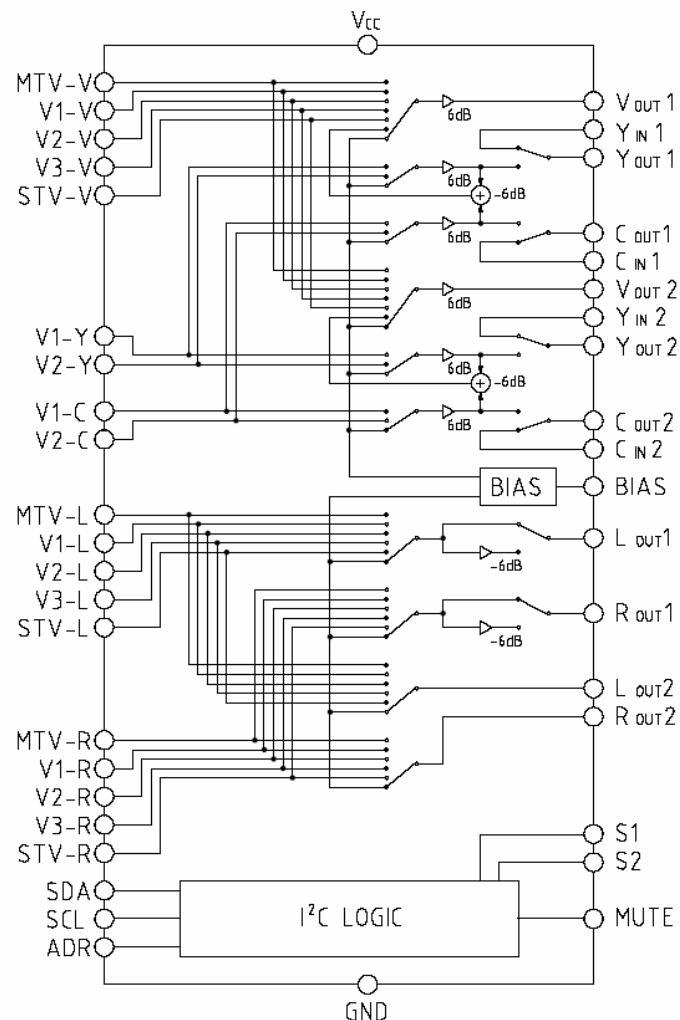 VCC
MTV-V
V1-V
V2-V
V3-V
STV-V
V OUT 1
6dB
Y IN 1
Y OUT 1
6dB
-6dB
6dB
C OUT 1
C IN 1
V OUT 2
6dB
Y IN 2
Y OUT 2
V1-Y
V2-Y
6dB
-6dB
V1-C
V2-C
6dB
C OUT 2
C IN 2
BIAS
BIAS
MTV-L
V1-L
V2-L
V3-L
STV-L
L OUT 1
-6dB
R OUT 1
-6dB
L OUT 2
R OUT 2
MTV-R
V1-R
V2-R
V3-R
STV-R
S1
S2
SDA
SCL
ADR
I²C LOGIC
MUTE
GND